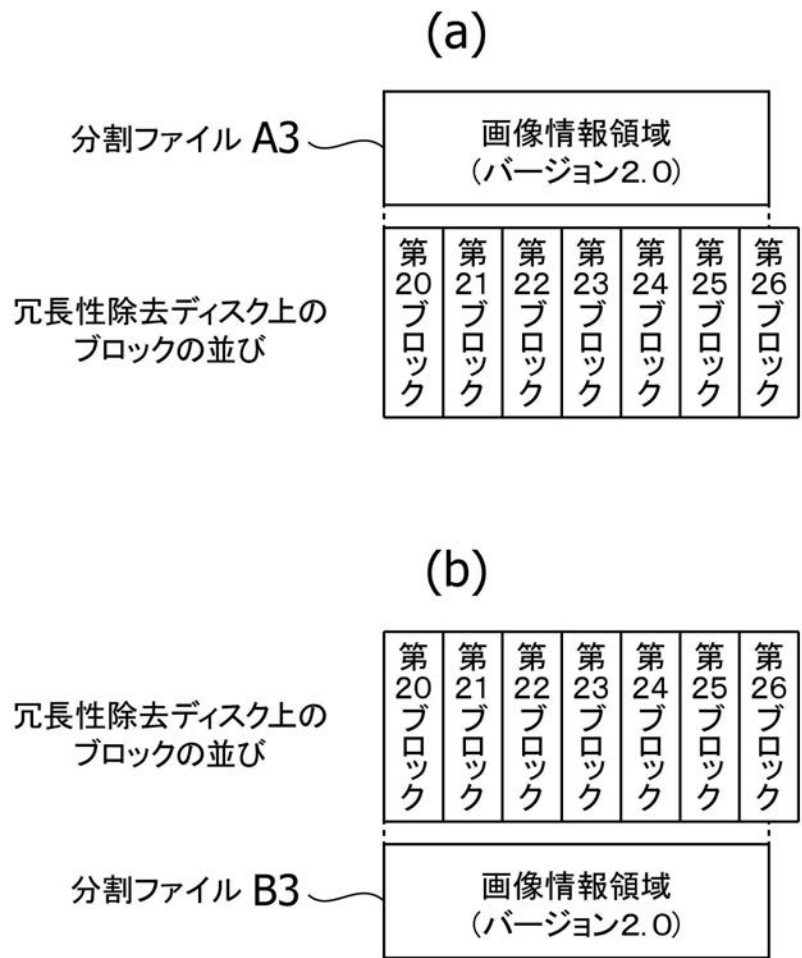 (a)
分割ファイル A3
画像情報領域
(バージョン2.0)
冗長性除去ディスク上の
ブロックの並び
第20ブロック
第21ブロック
第22ブロック
第23ブロック
第24ブロック
第25ブロック
第26ブロック
(b)
冗長性除去ディスク上の
ブロックの並び
第20ブロック
第21ブロック
第22ブロック
第23ブロック
第24ブロック
第25ブロック
第26ブロック
分割ファイル B3
画像情報領域
(バージョン2.0)